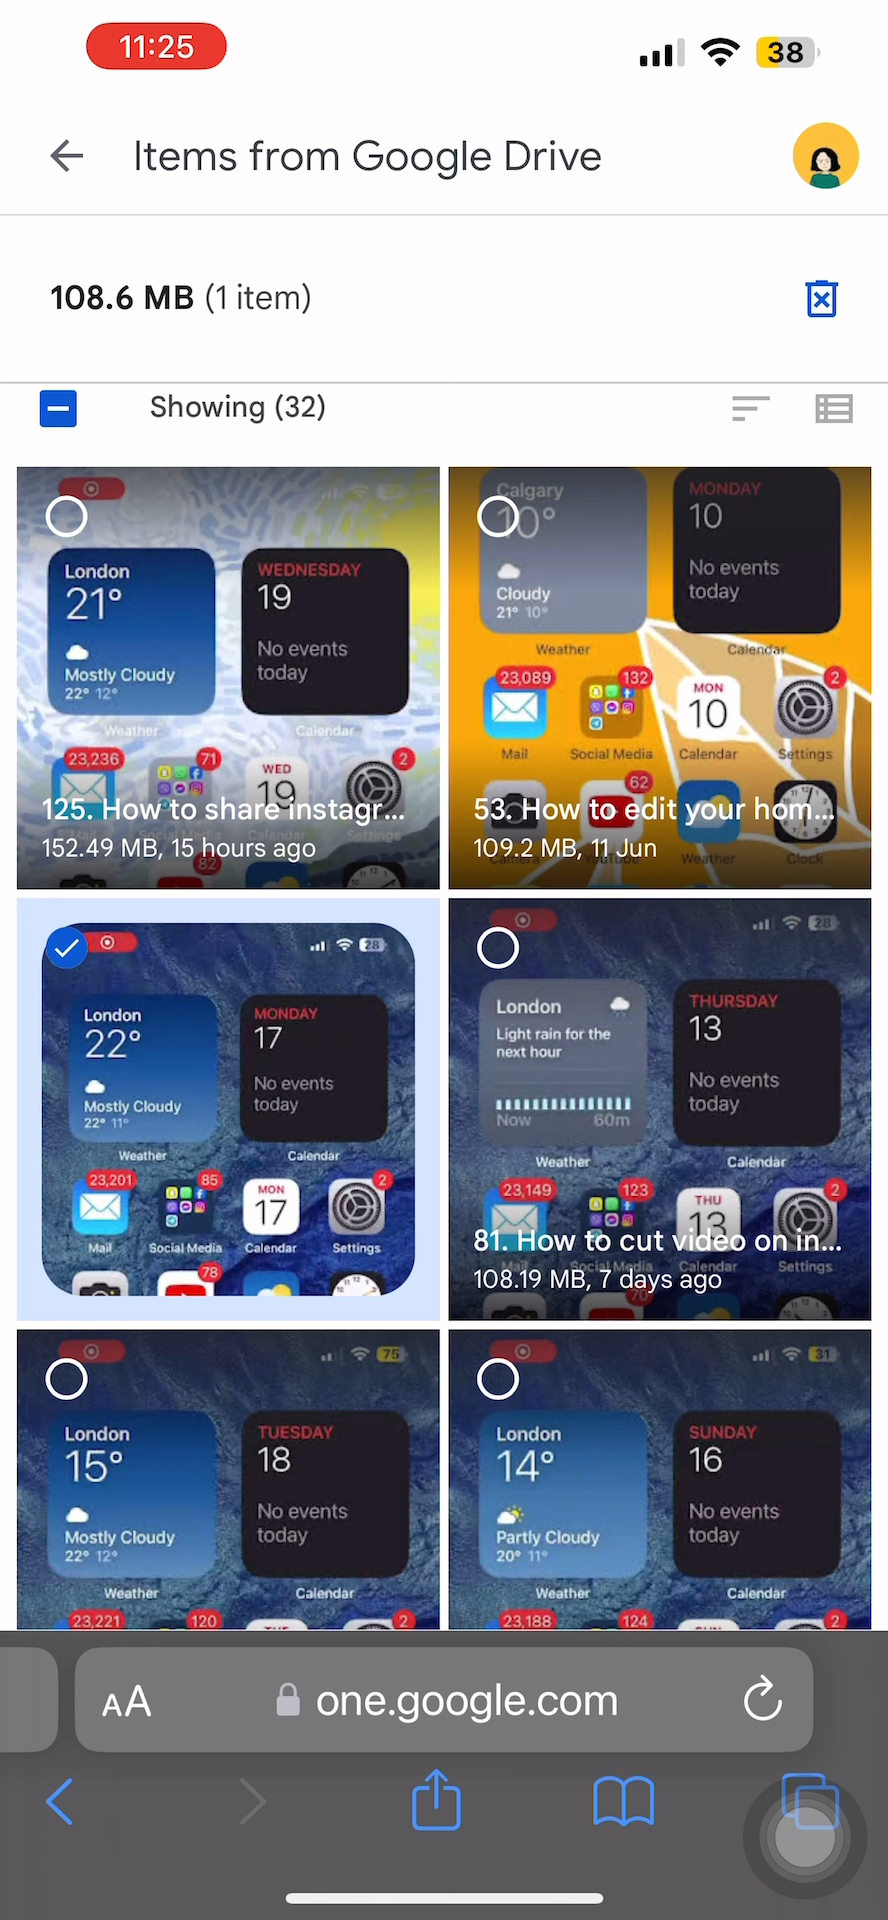 11:25
38
Items from Google Drive
108.6 MB (1 item)
Showing (32)
London
21°
Mostly Cloudy
22° 12°
Weather
WEDNESDAY
19
No events
today
Calendar
23,236
71
WED
19
2
125. How to share instagr...
152.49 MB, 15 hours ago
82
Calgary
10°
Cloudy
21° 10°
Weather
MONDAY
10
No events
today
Calendar
23,089
132
MON
10
2
Mail
Social Media
Calendar
Settings
62
53. How to edit your hom...
109.2 MB, 11 Jun
Camera
YouTube
Weather
Clock
28
London
22°
Mostly Cloudy
22° 11°
Weather
MONDAY
17
No events
today
Calendar
23,201
85
MON
17
2
Mail
Social Media
Calendar
Settings
78
28
London
Light rain for the
next hour
Now
60m
Weather
THURSDAY
13
No events
today
Calendar
23,149
123
THU
13
2
81. How to cut video on in...
Mail
Social Media
Calendar
Settings
108.19 MB, 7 days ago
70
75
London
15°
Mostly Cloudy
22° 12°
Weather
TUESDAY
18
No events
today
Calendar
23,221
120
2
31
London
14°
Partly Cloudy
20° 11°
Weather
SUNDAY
16
No events
today
Calendar
23,188
124
2
AA
one.google.com